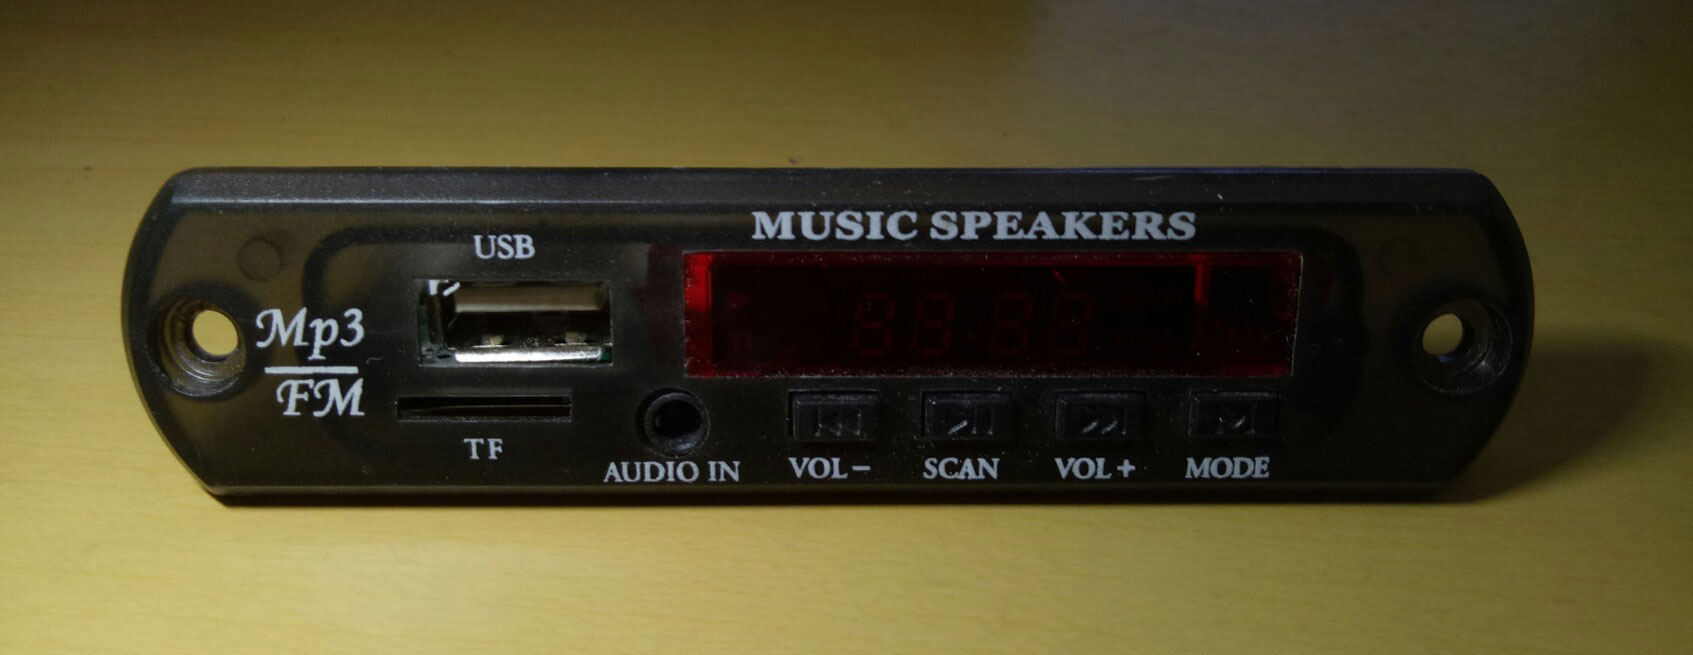 MUSIC SPEAKERS
USB
Mp3
FM
TF
AUDIO IN
VOL -
SCAN
VOL +
MODE